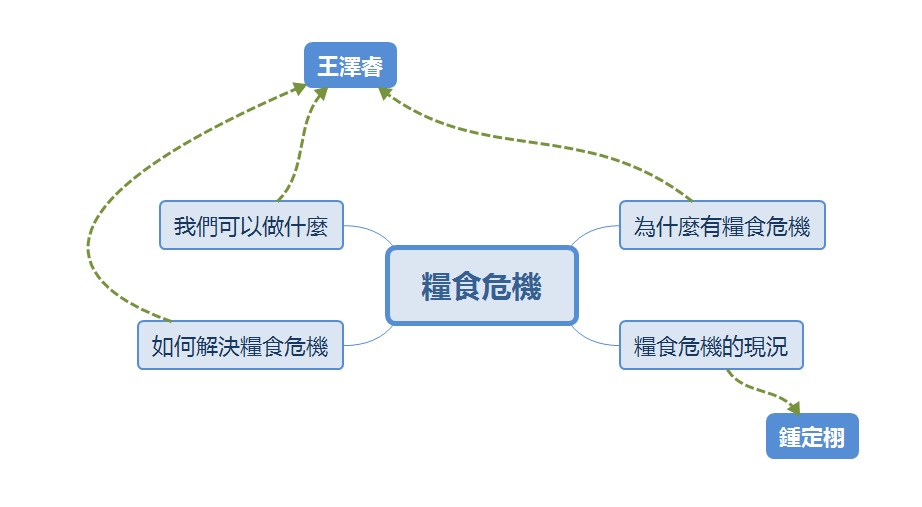 王澤睿
我們可以做什麼
為什麼有糧食危機
糧食危機
如何解決糧食危機
糧食危機的現況
鍾定栩